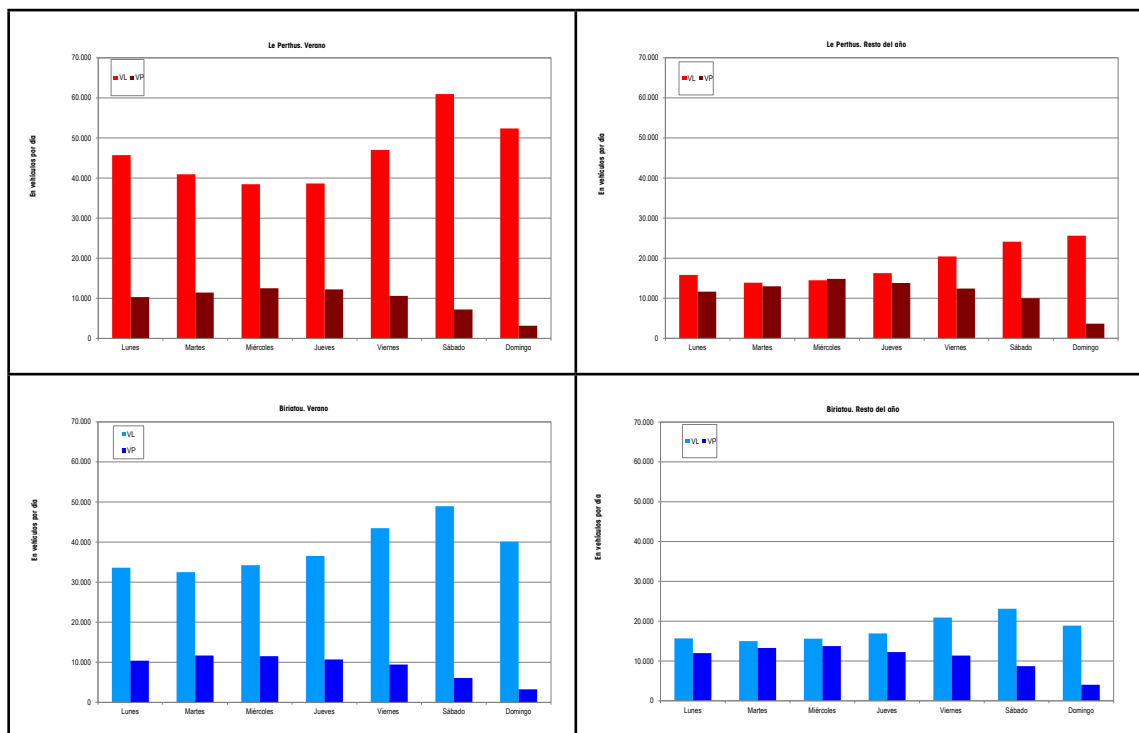 Le Perthus. Verano
70.000
VL VP
60.000
50.000
En vehículos por día
40.000
30.000
20.000
10.000
0
Lunes Martes Miércoles Jueves Viernes Sábado Domingo
Le Perthus. Resto del año
70.000
VL VP
60.000
50.000
En vehículos por día
40.000
30.000
20.000
10.000
0
Lunes Martes Miércoles Jueves Viernes Sábado Domingo
Biriatou. Verano
70.000
VL
VP
60.000
50.000
En vehículos por día
40.000
30.000
20.000
10.000
0
Lunes Martes Miércoles Jueves Viernes Sábado Domingo
Biriatou. Resto del año
70.000
VL VP
60.000
50.000
En vehículos por día
40.000
30.000
20.000
10.000
0
Lunes Martes Miércoles Jueves Viernes Sábado Domingo